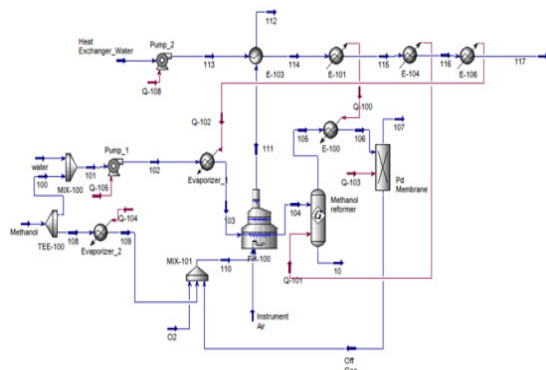 112
Heat
Exchanger_Water
Pump_2
113
Q-108
E-103
114
E-101
115
E-104
116
E-106
117
Q-102
Q-100
111
105
106
107
E-100
water
100
101
Pump_1
102
MIX-100
Q-105
Evaporizer_1
103
Q-103
Pd
Membrane
Methanol
reformer
104
Methanol
TEE-100
108
Q-104
109
Evaporizer_2
MIX-101
110
Q-101
10
Instrument
Air
O2
Off